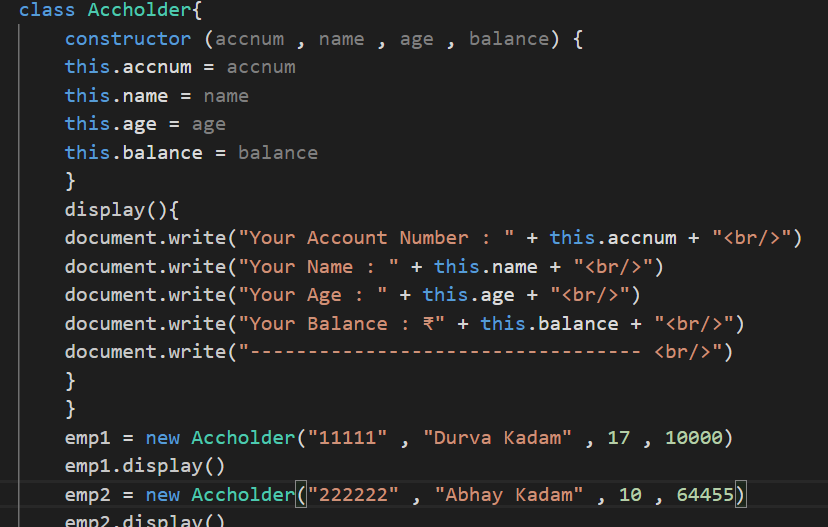 class Accholder{
constructor (accnum , name , age , balance) {
this.accnum = accnum
this.name = name
this.age = age
this.balance = balance
}
display(){
document.write("Your Account Number : " + this.accnum + "<br/>")
document.write("Your Name : " + this.name + "<br/>")
document.write("Your Age : " + this.age + "<br/>")
document.write("Your Balance : ₹" + this.balance + "<br/>")
document.write("---------------------------------- <br/>")
}
}
emp1 = new Accholder("11111" , "Durva Kadam" , 17 , 10000)
emp1.display()
emp2 = new Accholder("222222" , "Abhay Kadam" , 10 , 64455)
emp2.display()